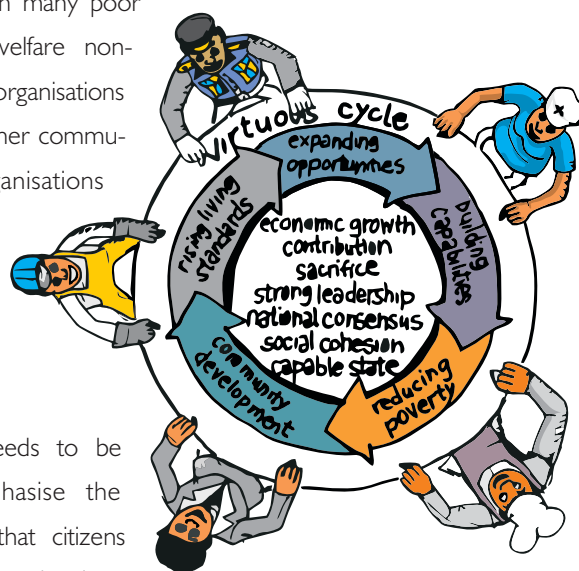 n many poor
welfare non-
organisations
her commu-
ganisations
eeds to be
hasise the
that citizens
virtuous cycle
expanding
opportunities
building
capabilities
reducing
poverty
community
development
rising living
standards
economic growth
contribution
sacrifice
strong leadership
national consensus
social cohesion
capable state